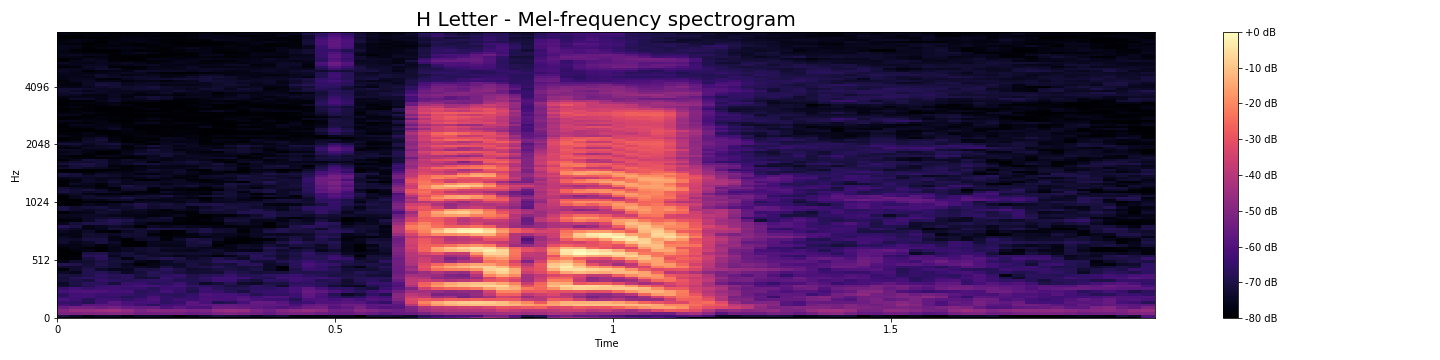 H Letter - Mel-frequency spectrogram
Hz
4096
2048
1024
512
0
0 0.5 1 1.5
Time
+0 dB
-10 dB
-20 dB
-30 dB
-40 dB
-50 dB
-60 dB
-70 dB
-80 dB